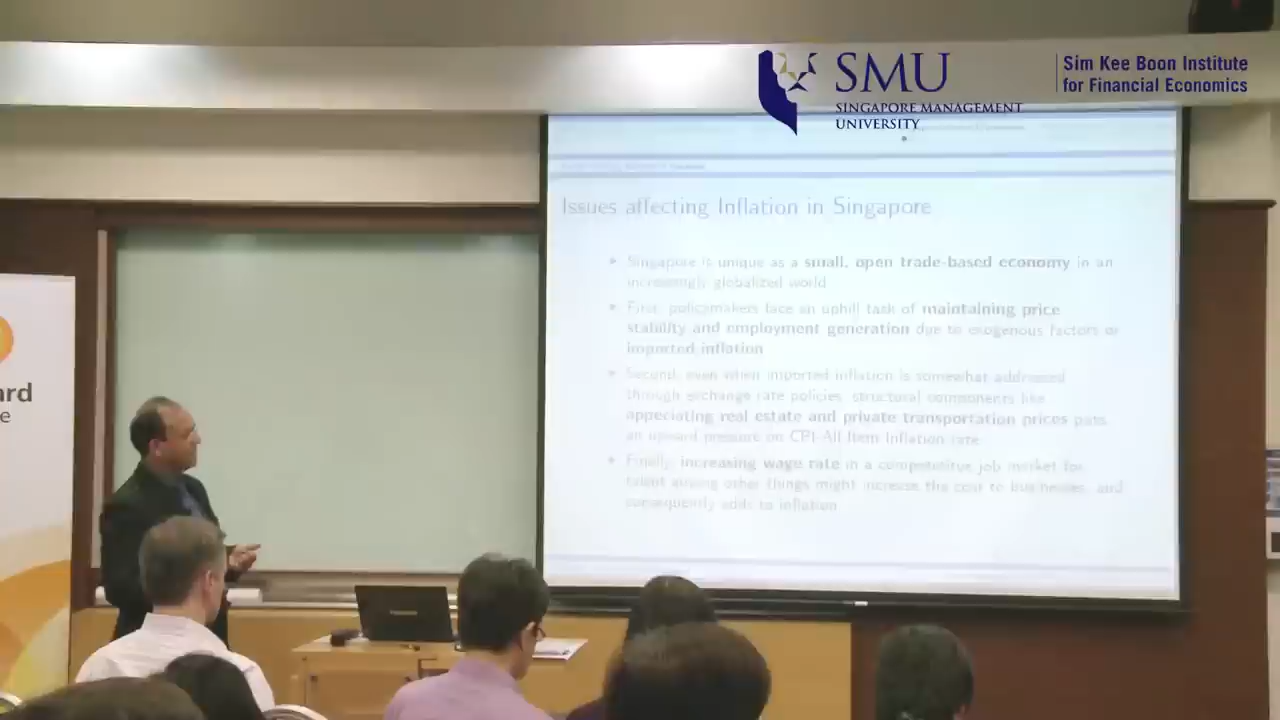 SMU
SINGAPORE MANAGEMENT
UNIVERSITY
Sim Kee Boon Institute
for Financial Economics
Issues affecting Inflation in Singapore
Singapore is unique as a small, open trade-based economy in an
increasingly globalized world
First, policymakers face an uphill task of maintaining price
stability and employment generation due to exogenous factors or
imported inflation
Second, even when imported inflation is somewhat addressed
through exchange rate policies, structural components like
appeciating real estate and private transportation prices puts
an upward pressure on CPI-All Item Inflation rate
Finally, increasing wage rate in a competitive job market for
talent among other things might increase the cost to businesses, and
consequently adds to inflation